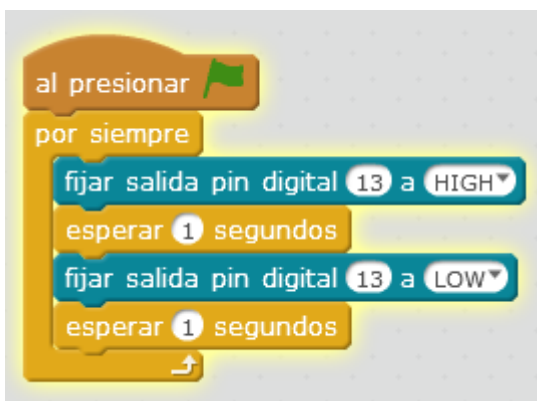 al presionar
por siempre
fijar salida pin digital 13 a HIGH
esperar 1 segundos
fijar salida pin digital 13 a LOW
esperar 1 segundos